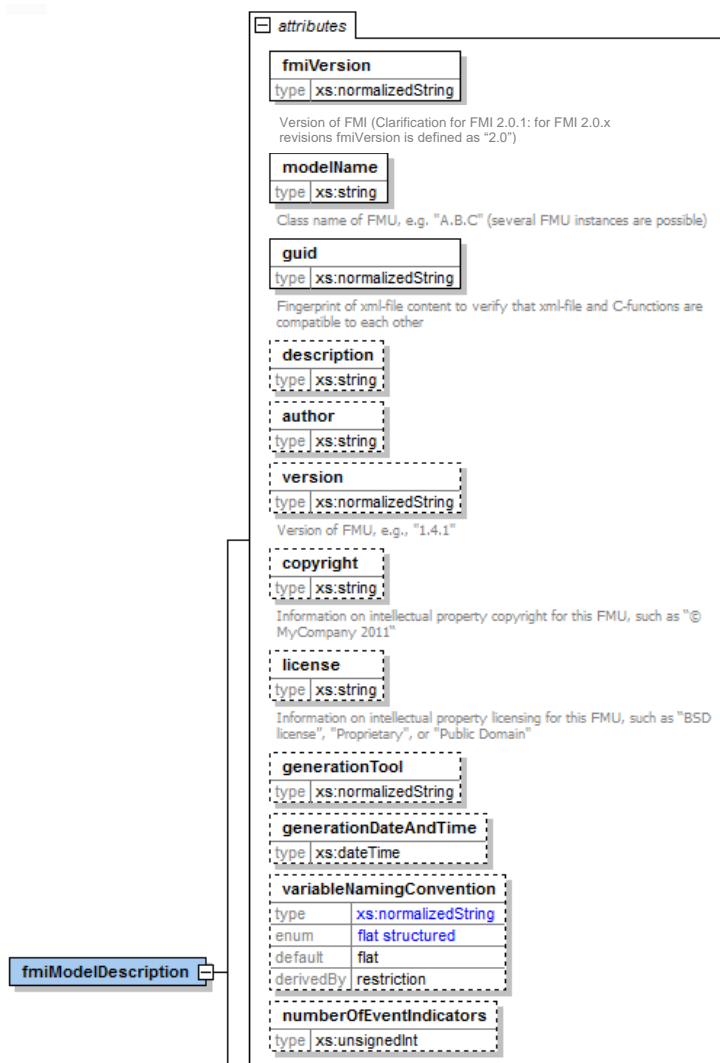 attributes
fmiVersion
type xs:normalizedString
Version of FMI (Clarification for FMI 2.0.1: for FMI 2.0.x
revisions fmiVersion is defined as “2.0”)
modelName
type xs:string
Class name of FMU, e.g. "A.B.C" (several FMU instances are possible)
guid
type xs:normalizedString
Fingerprint of xml-file content to verify that xml-file and C-functions are
compatible to each other
description
type xs:string
author
type xs:string
version
type xs:normalizedString
Version of FMU, e.g., "1.4.1"
copyright
type xs:string
Information on intellectual property copyright for this FMU, such as "©
MyCompany 2011"
license
type xs:string
Information on intellectual property licensing for this FMU, such as "BSD
license", "Proprietary", or "Public Domain"
generationTool
type xs:normalizedString
generationDateAndTime
type xs:dateTime
variableNamingConvention
type xs:normalizedString
enum flat structured
default flat
derivedBy restriction
fmiModelDescription
numberOfEventIndicators
type xs:unsignedInt